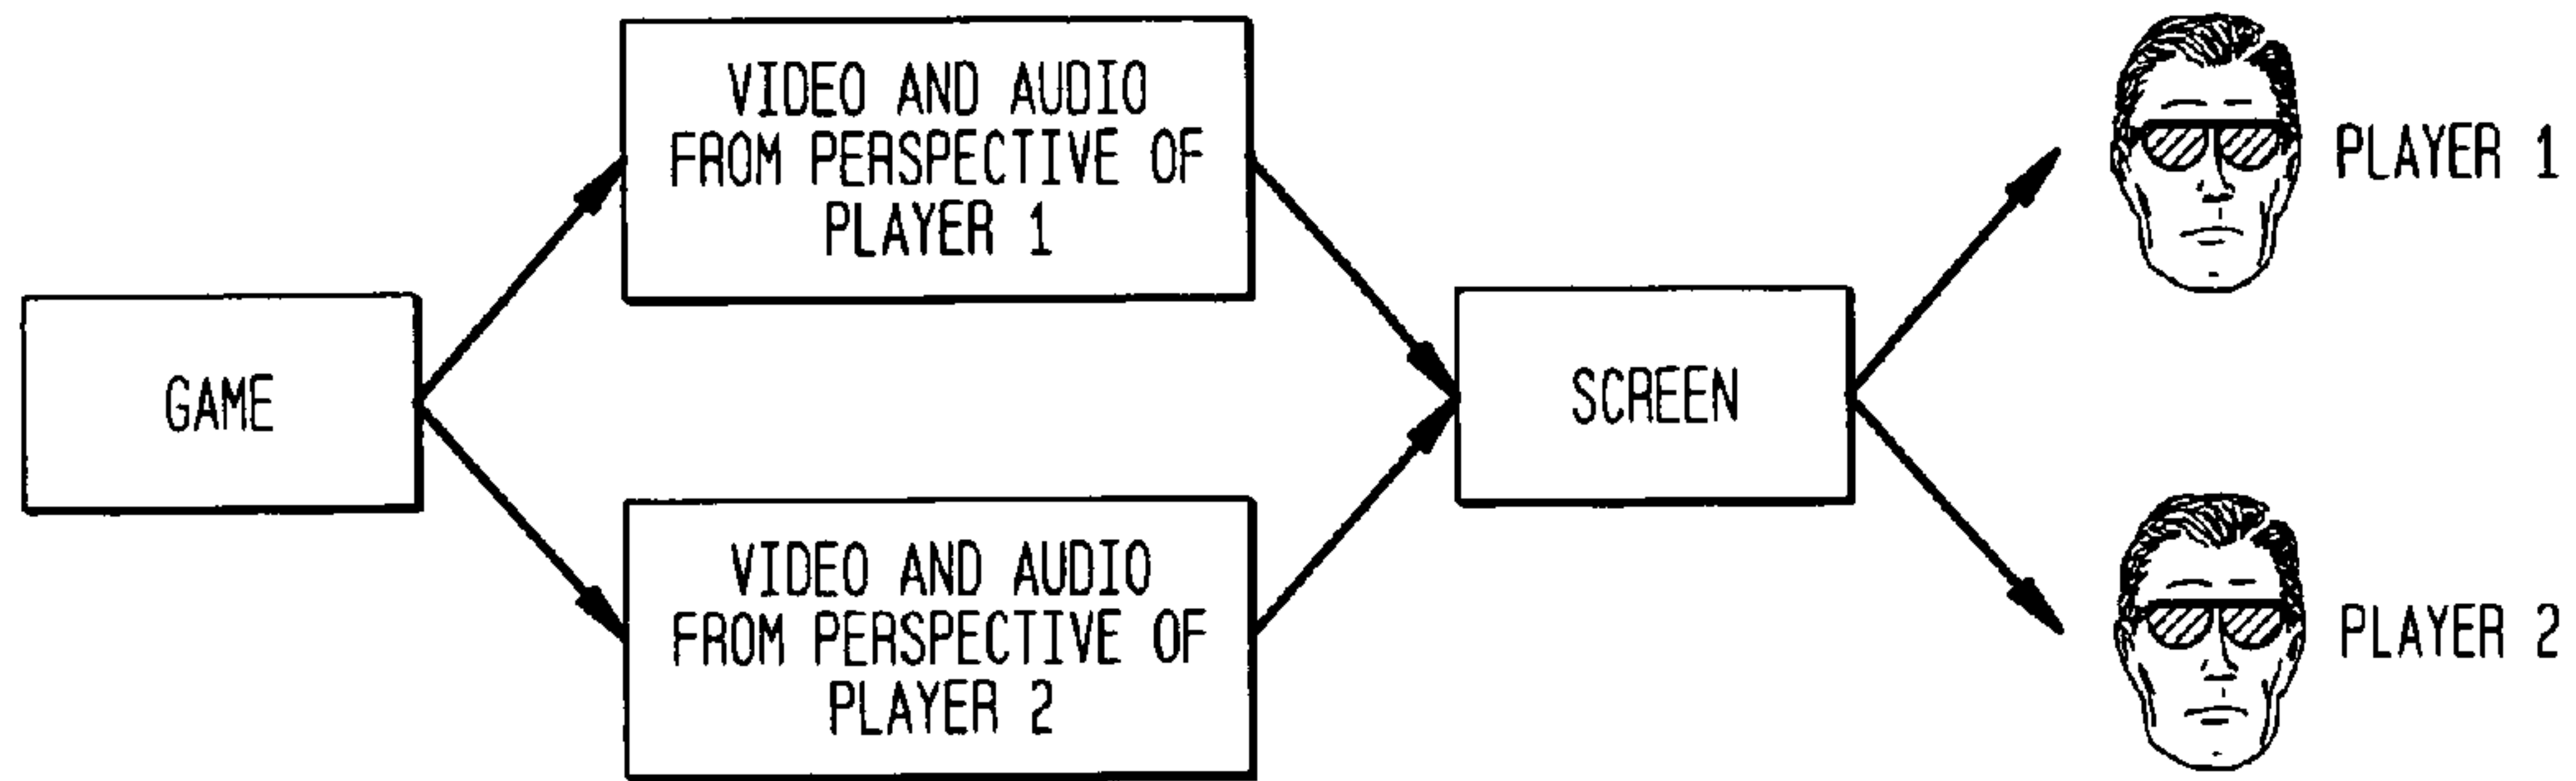 VIDEO AND AUDIO
FROM PERSPECTIVE OF
PLAYER 1
PLAYER 1
GAME
SCREEN
VIDEO AND AUDIO
FROM PERSPECTIVE OF
PLAYER 2
PLAYER 2